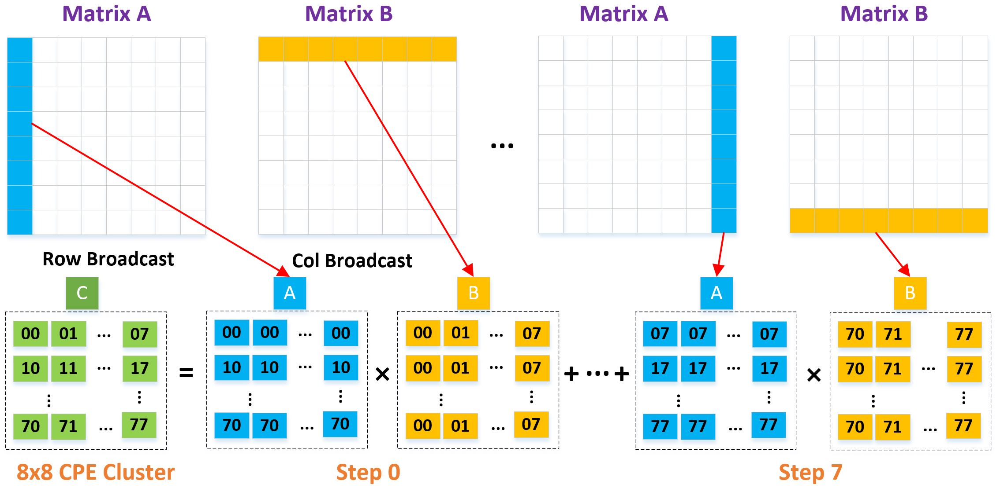 Matrix A Matrix B Matrix A Matrix B
...
Row Broadcast Col Broadcast
C A B A B
00 01 ... 07 00 00 ... 00 00 01 ... 07 07 07 ... 07 70 71 77
10 11 ... 17 = 10 10 ... 10 × 00 01 ... 07 + ... + 17 17 ... 17 × 70 71 ... 77
⋮ ⋮ ⋮ ⋮ ⋮ ⋮ ⋮ ⋮ ⋮ ⋮
70 71 ... 77 70 70 ... 70 00 01 ... 07 77 77 ... 77 70 71 ... 77
8x8 CPE Cluster Step 0 Step 7